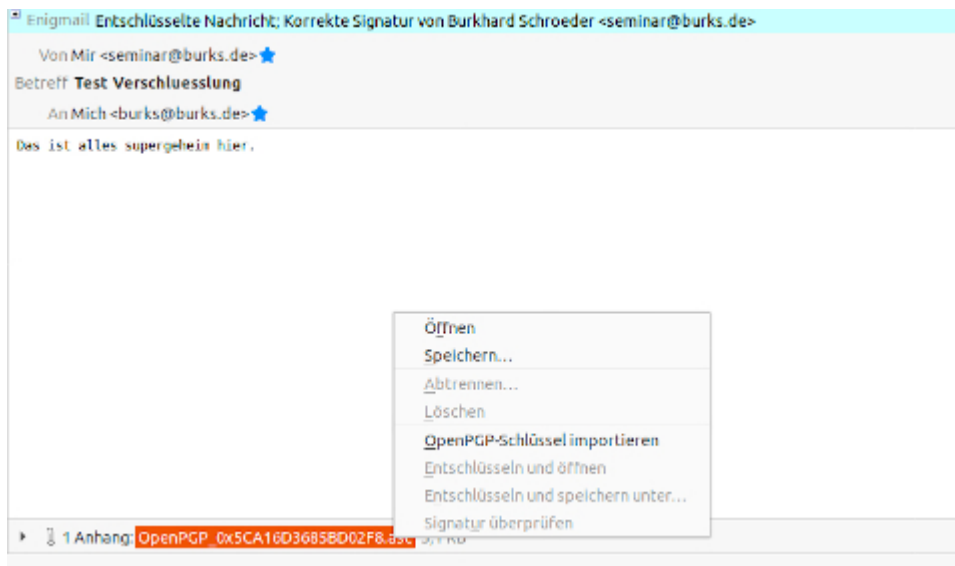 Enigmail Entschlüsselte Nachricht; Korrekte Signatur von Burkhard Schroeder <seminar@burks.de>
Von Mir <seminar@burks.de>
Betreff Test Verschluesslung
An Mich <burks@burks.de>
Das ist alles supergeheim hier.
Öffnen
Speichern...
Abtrennen...
Löschen
OpenPGP-Schlüssel importieren
Entschlüsseln und öffnen
Entschlüsseln und speichern unter...
Signatur überprüfen
1 Anhang: OpenPGP_0x5CA16D3685BD02F8.asc